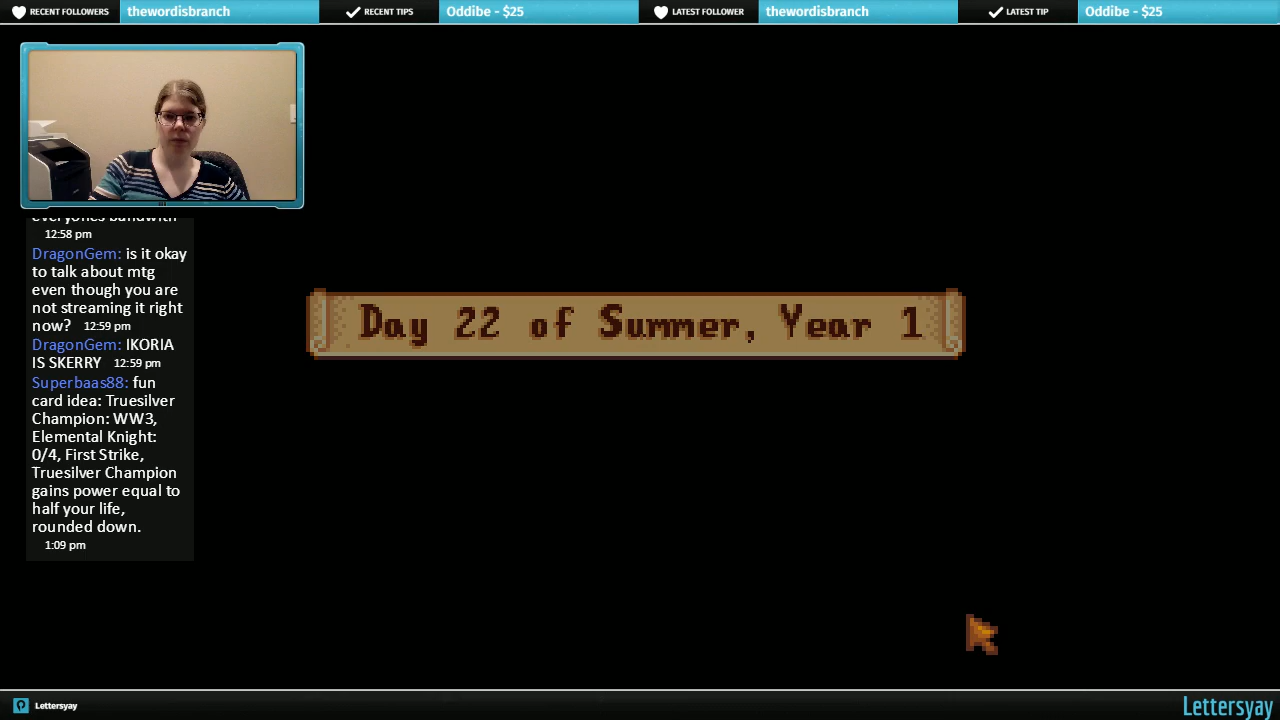 RECENT FOLLOWERS thewordisbranch RECENT TIPS Oddibe - $25 LATEST FOLLOWER thewordisbranch LATEST TIP Oddibe - $25
everyones bandwith
12:58 pm
DragonGem: is it okay
to talk about mtg
even though you are
not streaming it right
now? 12:59 pm
DragonGem: IKORIA
IS SKERRY 12:59 pm
Superbaas88: fun
card idea: Truesilver
Champion: WW3,
Elemental Knight:
0/4, First Strike,
Truesilver Champion
gains power equal to
half your life,
rounded down.
1:09 pm
Day 22 of Summer, Year 1
Lettersyay
Lettersyay